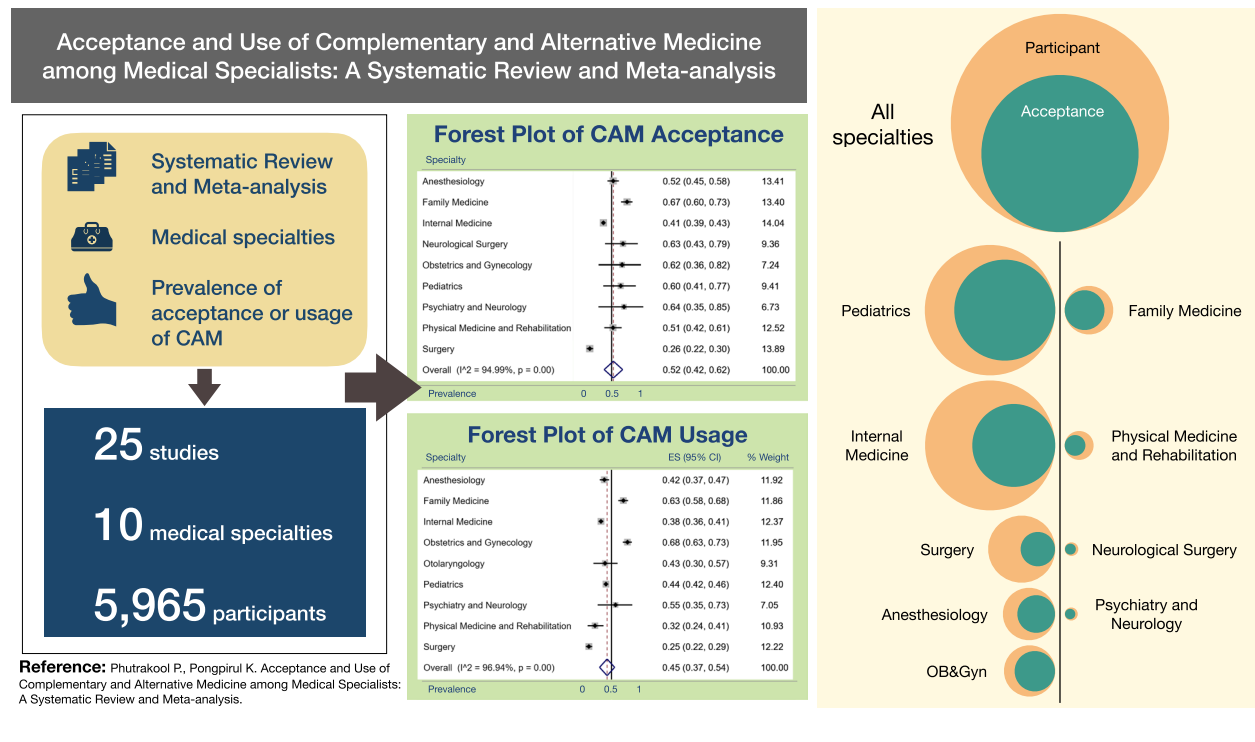 Acceptance and Use of Complementary and Alternative Medicine
among Medical Specialists: A Systematic Review and Meta-analysis
Systematic Review
and Meta-analysis
Medical specialties
Prevalence of
acceptance or usage
of CAM
25 studies
10 medical specialties
5,965 participants
Reference: Phutrakool P., Pongpirul K. Acceptance and Use of
Complementary and Alternative Medicine among Medical Specialists:
A Systematic Review and Meta-analysis.
Forest Plot of CAM Acceptance
Specialty
Anesthesiology 0.52 (0.45, 0.58) 13.41
Family Medicine 0.67 (0.60, 0.73) 13.40
Internal Medicine 0.41 (0.39, 0.43) 14.04
Neurological Surgery 0.63 (0.43, 0.79) 9.36
Obstetrics and Gynecology 0.62 (0.36, 0.82) 7.24
Pediatrics 0.60 (0.41, 0.77) 9.41
Psychiatry and Neurology 0.64 (0.35, 0.85) 6.73
Physical Medicine and Rehabilitation 0.51 (0.42, 0.61) 12.52
Surgery 0.26 (0.22, 0.30) 13.89
Overall (I^2 = 94.99%, p = 0.00) 0.52 (0.42, 0.62) 100.00
Prevalence 0 0.5 1
Forest Plot of CAM Usage
Specialty ES (95% CI) % Weight
Anesthesiology 0.42 (0.37, 0.47) 11.92
Family Medicine 0.63 (0.58, 0.68) 11.86
Internal Medicine 0.38 (0.36, 0.41) 12.37
Obstetrics and Gynecology 0.68 (0.63, 0.73) 11.95
Otolaryngology 0.43 (0.30, 0.57) 9.31
Pediatrics 0.44 (0.42, 0.46) 12.40
Psychiatry and Neurology 0.55 (0.35, 0.73) 7.05
Physical Medicine and Rehabilitation 0.32 (0.24, 0.41) 10.93
Surgery 0.25 (0.22, 0.29) 12.22
Overall (I^2 = 96.94%, p = 0.00) 0.45 (0.37, 0.54) 100.00
Prevalence 0 0.5 1
Participant
Acceptance
All
specialties
Pediatrics
Family Medicine
Internal
Medicine
Physical Medicine
and Rehabilitation
Surgery
Neurological Surgery
Anesthesiology
Psychiatry and
Neurology
OB&Gyn